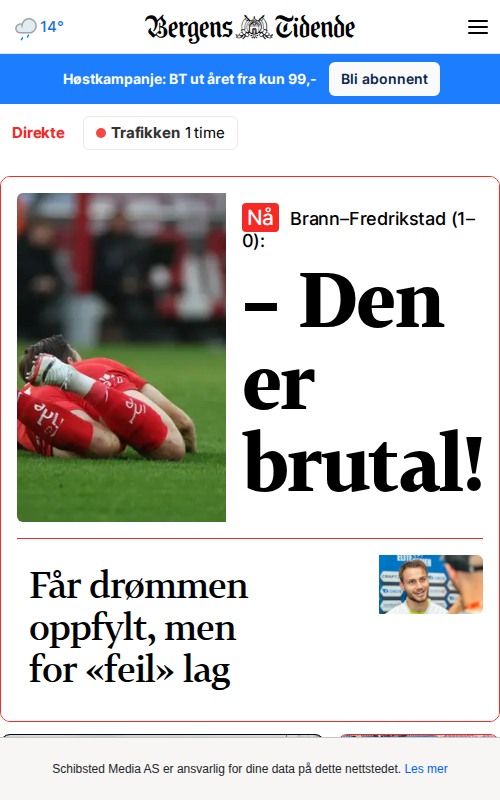 14°
Bergens Tidende
Høstkampanje: BT ut året fra kun 99,-
Bli abonnent
Direkte
Trafikken 1 time
Nå Brann–Fredrikstad (1–
0):
– Den
er
brutal!
Får drømmen
oppfylt, men
for «feil» lag
Schibsted Media AS er ansvarlig for dine data på dette nettstedet. Les mer